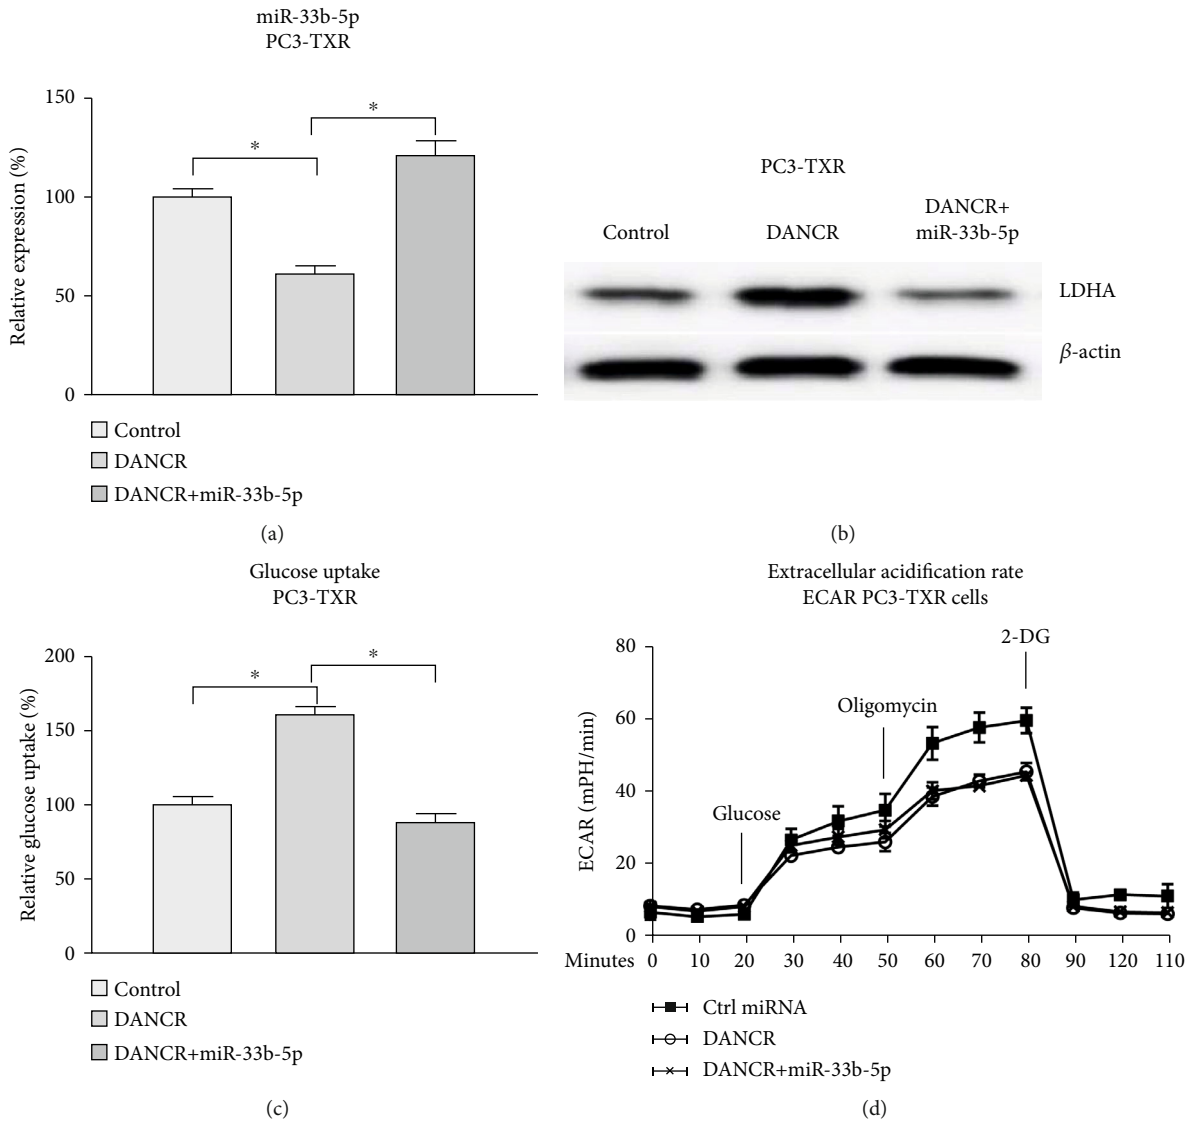 miR-33b-5p
PC3-TXR
Relative expression (%)
150
100
50
0
*
*
Control
DANCR
DANCR+miR-33b-5p
(a)
PC3-TXR
Control
DANCR
DANCR+
miR-33b-5p
LDHA
β-actin
(b)
Glucose uptake
PC3-TXR
Relative glucose uptake (%)
200
150
100
50
0
*
*
Control
DANCR
DANCR+miR-33b-5p
(c)
Extracellular acidification rate
ECAR PC3-TXR cells
ECAR (mPH/min)
80
60
40
20
0
Glucose
Oligomycin
2-DG
Minutes 0 10 20 30 40 50 60 70 80 90 120 110
Ctrl miRNA
DANCR
DANCR+miR-33b-5p
(d)